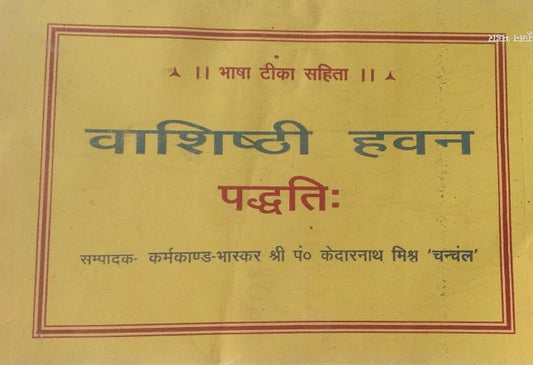 ।। भाषा टीका सहिता ।।
वाशिष्ठी हवन
पद्धतिः
सम्पादक- कर्मकाण्ड-भास्कर श्री पं० केदारनाथ मिश्र 'चन्चंल'